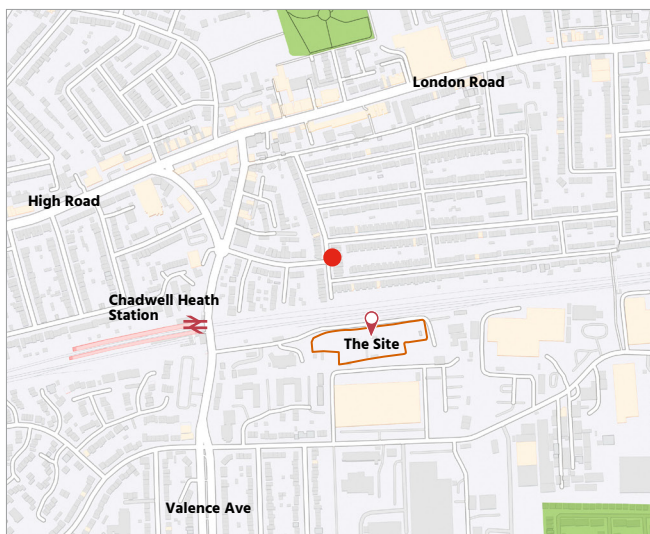 London Road
High Road
Chadwell Heath
Station
The Site
Valence Ave